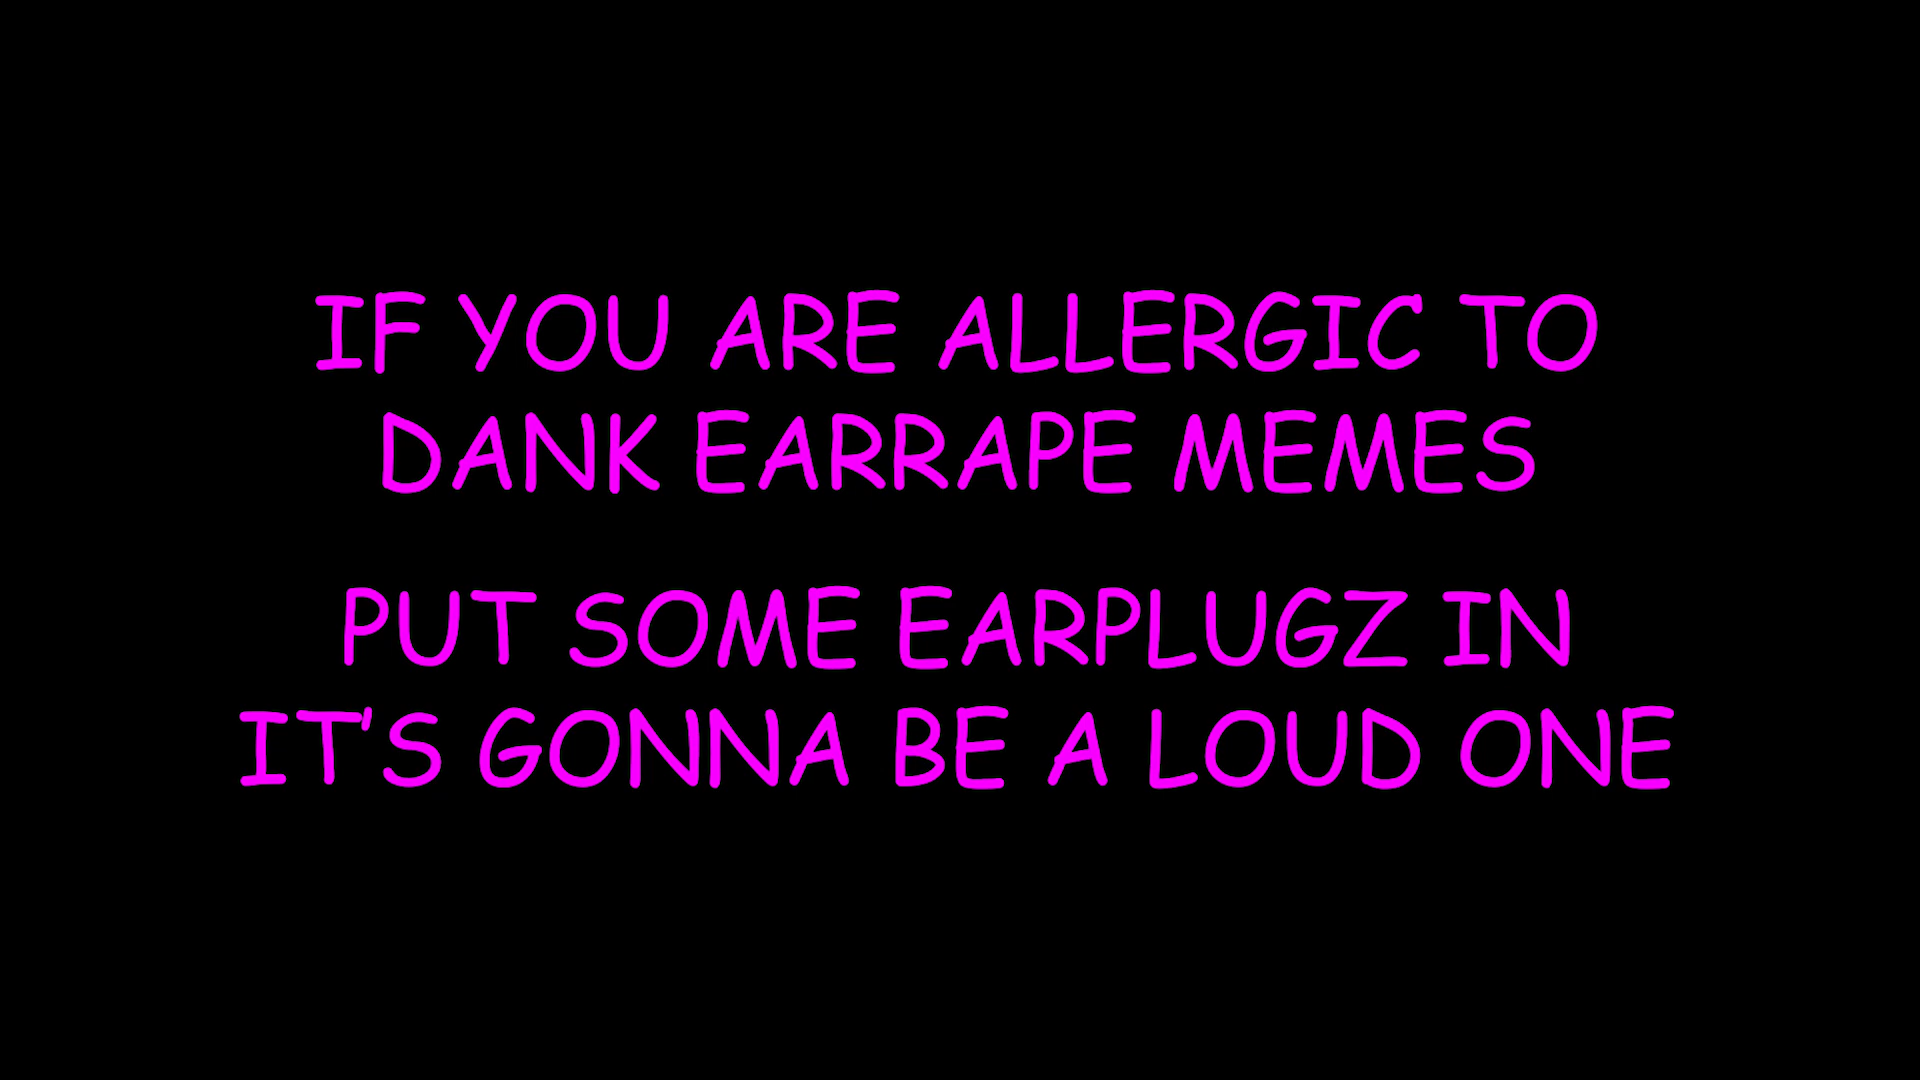 IF YOU ARE ALLERGIC TO
DANK EARRAPE MEMES
PUT SOME EARPLUGZ IN
IT'S GONNA BE A LOUD ONE